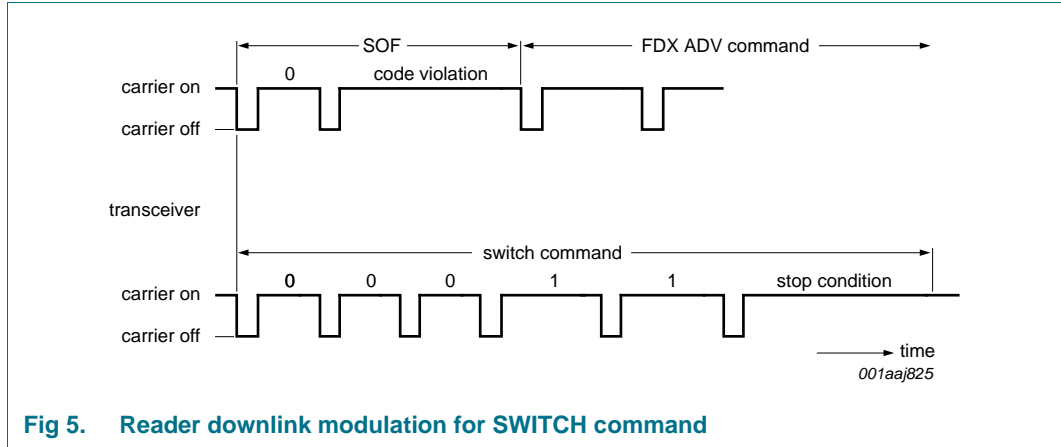 SOF FDX ADV command
0 code violation
carrier on
carrier off
transceiver
switch command
0 0 0 1 1 stop condition
carrier on
carrier off
time
001aaj825
Fig 5. Reader downlink modulation for SWITCH command